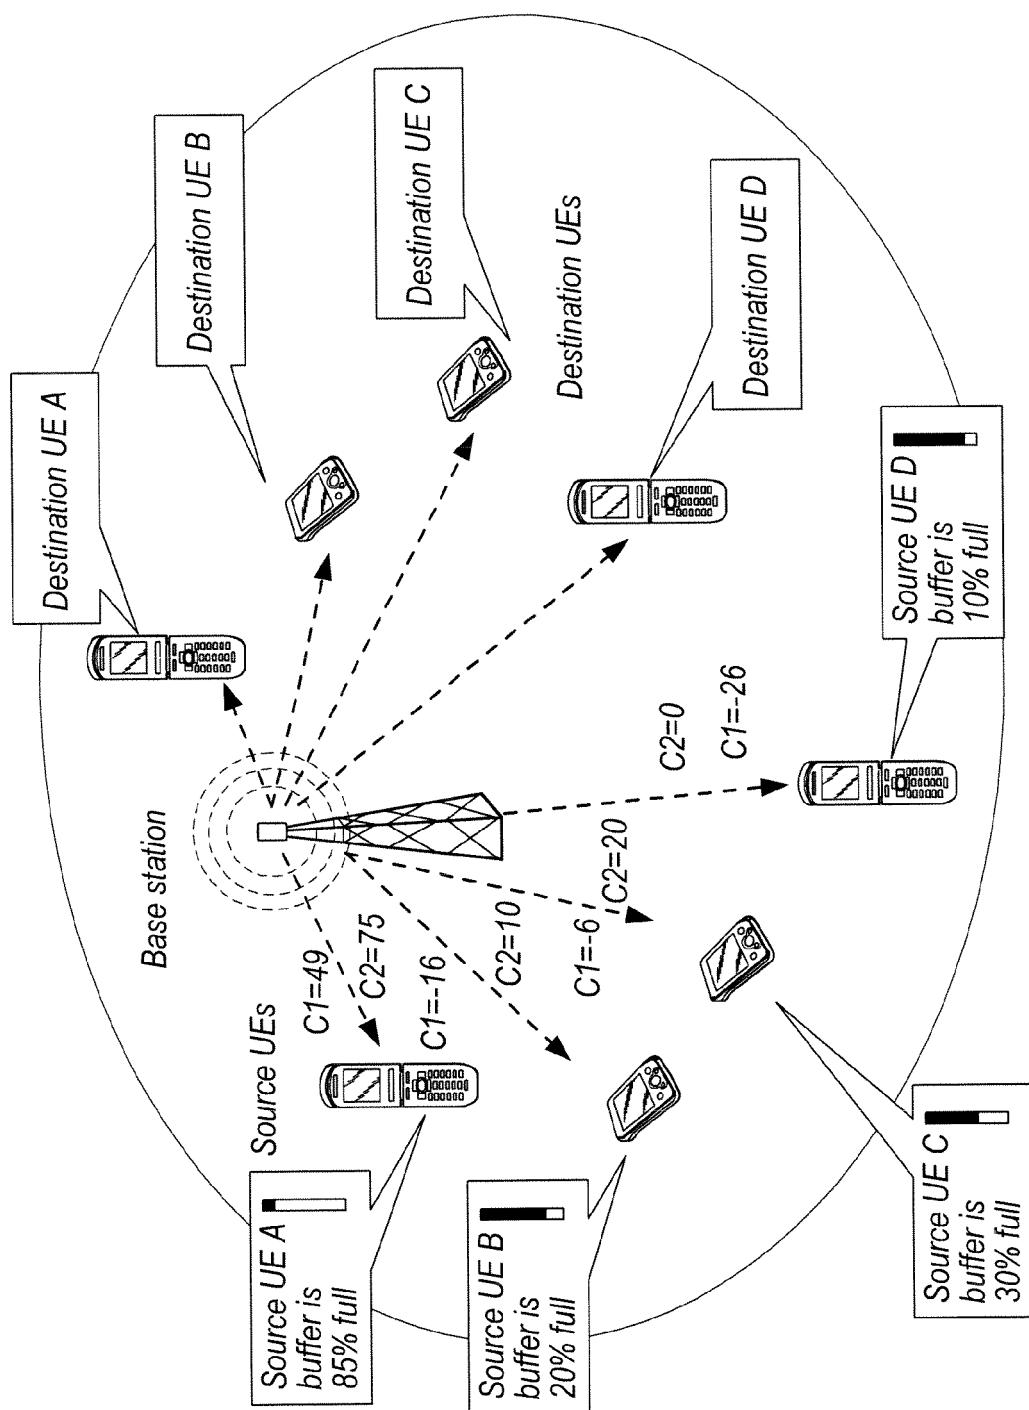 Source UEs
Base station
Destination UE A
Destination UE B
Destination UE C
Destination UEs
Destination UE D
Source UE A
buffer is
85% full
C1=49
C2=75
Source UE B
buffer is
20% full
C1=-16
C2=10
Source UE C
buffer is
30% full
C1=-6
C2=20
Source UE D
buffer is
10% full
C2=0
C1=-26